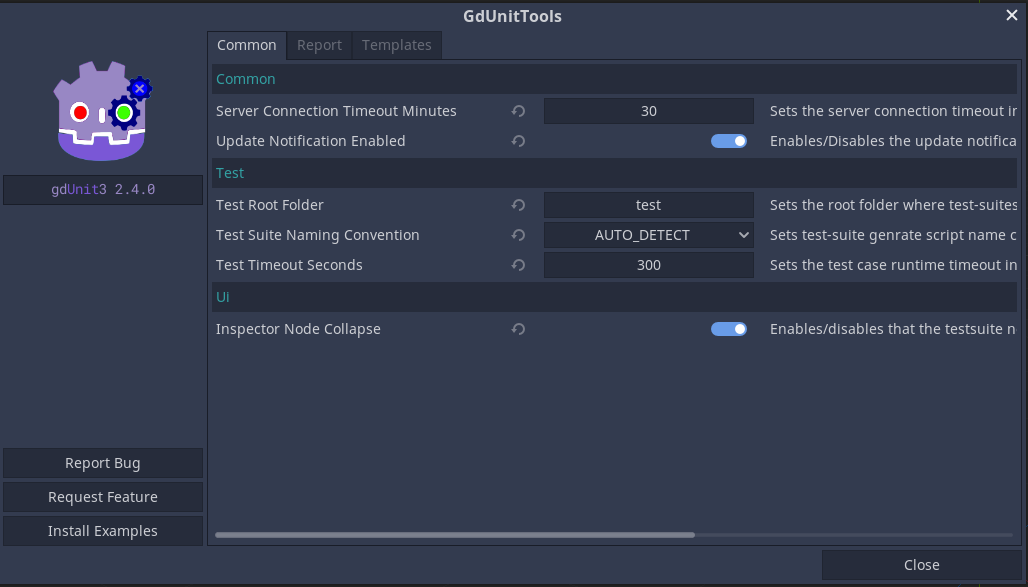 GdUnitTools
Common Report Templates
Common
Server Connection Timeout Minutes 30 Sets the server connection timeout in
Update Notification Enabled Enables/Disables the update notifica
Test
Test Root Folder test Sets the root folder where test-suites
Test Suite Naming Convention AUTO_DETECT Sets test-suite genrate script name c
Test Timeout Seconds 300 Sets the test case runtime timeout in
UI
Inspector Node Collapse Enables/disables that the testsuite n
gdUnit3 2.4.0
Report Bug
Request Feature
Install Examples
Close